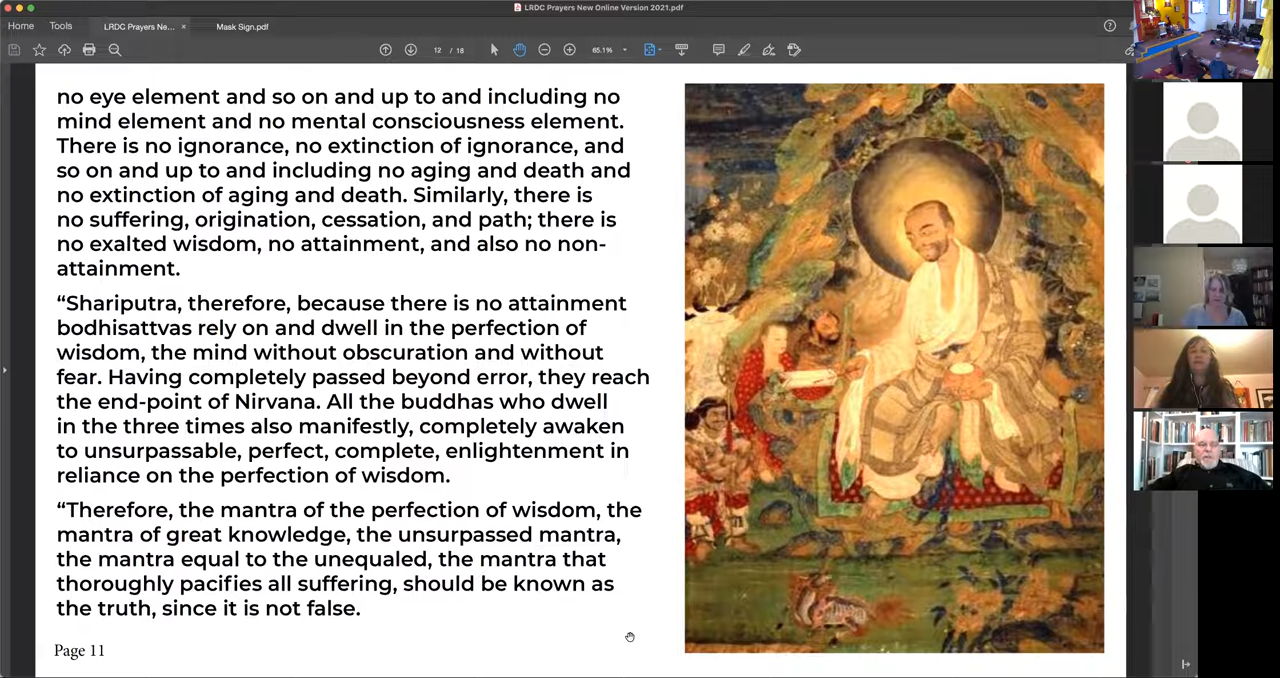 LRDC Prayers New Online Version 2021.pdf
Home
Tools
LRDC Prayers Ne... ×
Mask Sign.pdf
12 / 18
65.1%
no eye element and so on and up to and including no
mind element and no mental consciousness element.
There is no ignorance, no extinction of ignorance, and
so on and up to and including no aging and death and
no extinction of aging and death. Similarly, there is
no suffering, origination, cessation, and path; there is
no exalted wisdom, no attainment, and also no non-
attainment.
“Shariputra, therefore, because there is no attainment
bodhisattvas rely on and dwell in the perfection of
wisdom, the mind without obscuration and without
fear. Having completely passed beyond error, they reach
the end-point of Nirvana. All the buddhas who dwell
in the three times also manifestly, completely awaken
to unsurpassable, perfect, complete, enlightenment in
reliance on the perfection of wisdom.
“Therefore, the mantra of the perfection of wisdom, the
mantra of great knowledge, the unsurpassed mantra,
the mantra equal to the unequaled, the mantra that
thoroughly pacifies all suffering, should be known as
the truth, since it is not false.
Page 11